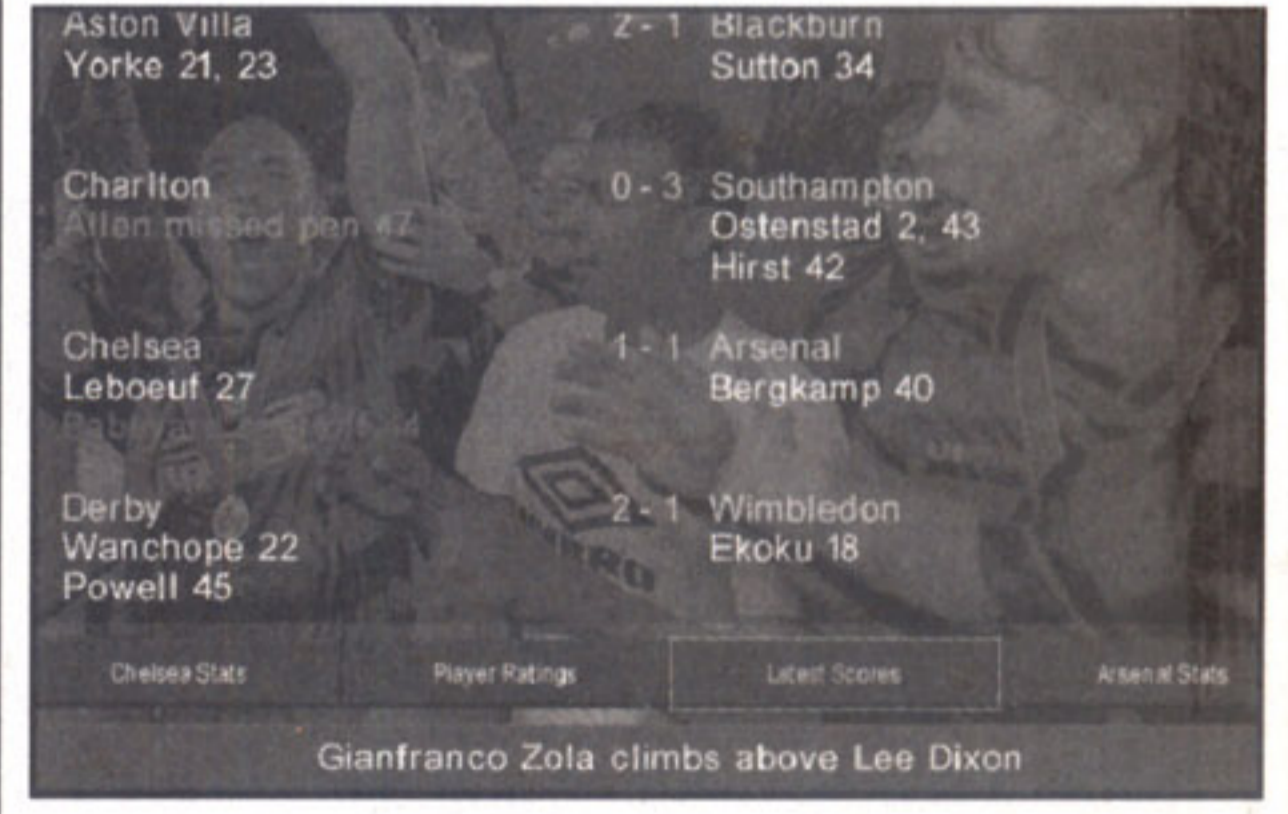 Aston Villa 2 - 1 Blackburn
Yorke 21, 23 Sutton 34
Charlton 0 - 3 Southampton
Allen missed pen 47 Ostenstad 2, 43
Hirst 42
Chelsea 1 - 1 Arsenal
Leboeuf 27 Bergkamp 40
Derby 2 - 1 Wimbledon
Wanchope 22 Ekoku 18
Powell 45
UMBRO
Chelsea Stats Player Ratings Latest Scores Arsenal Stats
Gianfranco Zola climbs above Lee Dixon